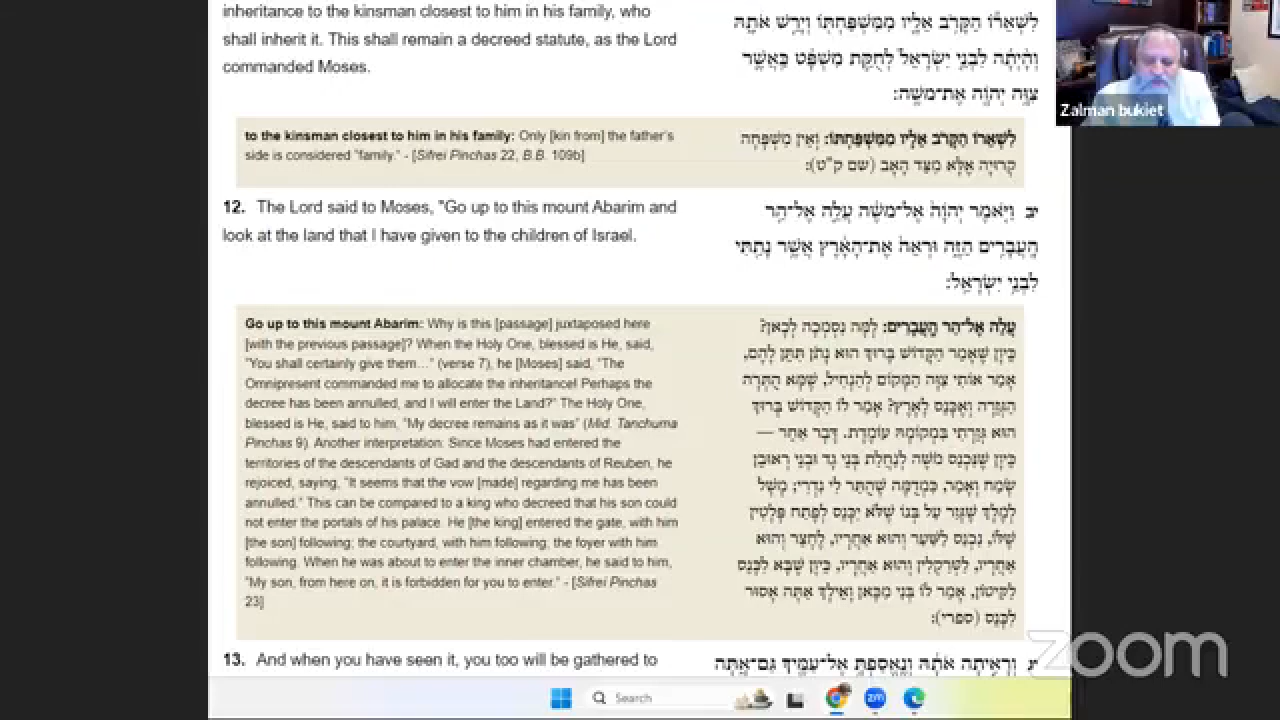 inheritance to the kinsman closest to him in his family, who
shall inherit it. This shall remain a decreed statute, as the Lord
commanded Moses.
לִשְׁאֵרוֹ הַקָּרֹב אֵלָיו מִמִּשְׁפַּחְתּוֹ וְיָרַשׁ אֹתָהּ
וְהָיְתָה לִבְנֵי יִשְׂרָאֵל לְחֻקַּת מִשְׁפָּט כַּאֲשֶׁר
צִוָּה יְהוָֹה אֶת־משֶׁה:
to the kinsman closest to him in his family: Only [kin from] the father's
side is considered "family." - [Sifrei Pinchas 22, B.B. 109b]
לשארו הקרב אליו ממשפחתו: וְאֵין מִשְׁפָּחָה
קְרוּיָה אֶלָּא מִצַּד הָאָב (שם ק"ט):
12. The Lord said to Moses, "Go up to this mount Abarim and
look at the land that I have given to the children of Israel.
יב וַיֹּאמֶר יְהוָֹה אֶל־משֶׁה עֲלֵה אֶל־הַר
הָעֲבָרִים הַזֶּה וּרְאֵה אֶת־הָאָרֶץ אֲשֶׁר נָתַתִּי
לִבְנֵי יִשְׂרָאֵל:
Go up to this mount Abarim: Why is this [passage] juxtaposed here
[with the previous passage]? When the Holy One, blessed is He, said,
"You shall certainly give them…" (verse 7), he [Moses] said, "The
Omnipresent commanded me to allocate the inheritance! Perhaps the
decree has been annulled, and I will enter the Land?" The Holy One,
blessed is He, said to him, "My decree remains as it was" (Mid. Tanchuma
Pinchas 9). Another interpretation: Since Moses had entered the
territories of the descendants of Gad and the descendants of Reuben, he
rejoiced, saying, "It seems that the vow [made] regarding me has been
annulled." This can be compared to a king who decreed that his son could
not enter the portals of his palace. He [the king] entered the gate, with him
[the son] following; the courtyard, with him following; the foyer with him
following. When he was about to enter the inner chamber, he said to him,
"My son, from here on, it is forbidden for you to enter." - [Sifrei Pinchas
23]
עֲלֵה אֶל־הַר הָעֲבָרִים: לָמָּה נִסְמְכָה לְכָאן?
כֵּיוָן שֶׁאָמַר הַקָּדוֹשׁ בָּרוּךְ הוּא נָתֹן תִּתֵּן לָהֶם,
אָמַר אוֹתִי צִוָּה הַמָּקוֹם לְהַנְחִיל, שֶׁמָּא הֻתְּרָה
הַגְּזֵרָה וְאֶכָּנֵס לָאָרֶץ? אָמַר לוֹ הַקָּדוֹשׁ בָּרוּךְ
הוּא גְּזֵרָתִי בִּמְקוֹמָהּ עוֹמֶדֶת. דָּבָר אַחֵר —
כֵּיוָן שֶׁנִּכְנַס משֶׁה לְנַחֲלַת בְּנֵי גָד וּבְנֵי רְאוּבֵן
שָׂמַח וְאָמַר, כִּמְדֻמֶּה שֶׁהֻתַּר לִי נִדְרִי; מָשָׁל
לְמֶלֶךְ שֶׁגָּזַר עַל בְּנוֹ שֶׁלֹּא יִכָּנֵס לְפֶתַח פַּלְטִין
שֶׁלּוֹ, נִכְנַס לַשַּׁעַר וְהוּא אַחֲרָיו, לֶחָצֵר וְהוּא
אַחֲרָיו, לַטְּרַקְלִין וְהוּא אַחֲרָיו, כֵּיוָן שֶׁבָּא לִכָּנֵס
לַקִּיטוֹן, אָמַר לוֹ בְּנִי מִכָּאן וָאֵילָךְ אַתָּה אָסוּר
לִכָּנֵס (ספרי):
13. And when you have seen it, you too will be gathered to
וְרָאִיתָה אֹתָהּ וְנֶאֱסַפְתָּ אֶל־עַמֶּיךָ גַּם־אָתָּה
Zalman bukiet
zoom
Search
zm